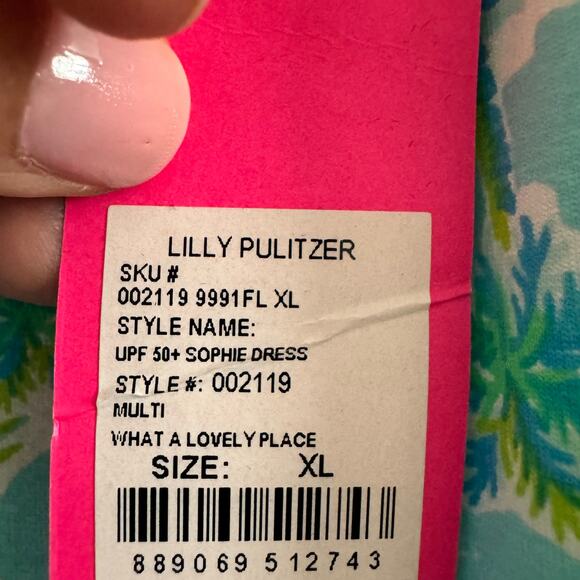 LILLY PULITZER
SKU #
002119 9991FL XL
STYLE NAME:
UPF 50+ SOPHIE DRESS
STYLE #: 002119
MULTI
WHAT A LOVELY PLACE
SIZE: XL
889069 512743